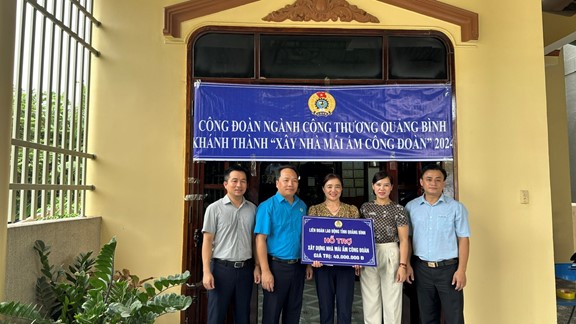 CÔNG ĐOÀN NGÀNH CÔNG THƯƠNG QUẢNG BÌNH
KHÁNH THÀNH “XÂY NHÀ MÁI ẤM CÔNG ĐOÀN” 2024
LIÊN ĐOÀN LAO ĐỘNG TỈNH QUẢNG BÌNH
HỖ TRỢ
XÂY DỰNG NHÀ MÁI ẤM CÔNG ĐOÀN
GIÁ TRỊ: 40.000.000 Đ